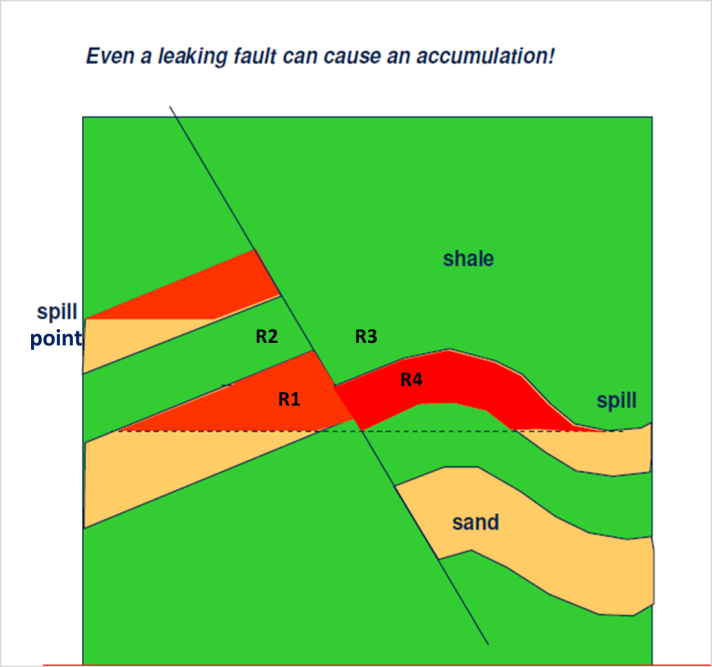 Even a leaking fault can cause an accumulation!
shale
spill
point
R2
R3
R4
R1
spill
sand